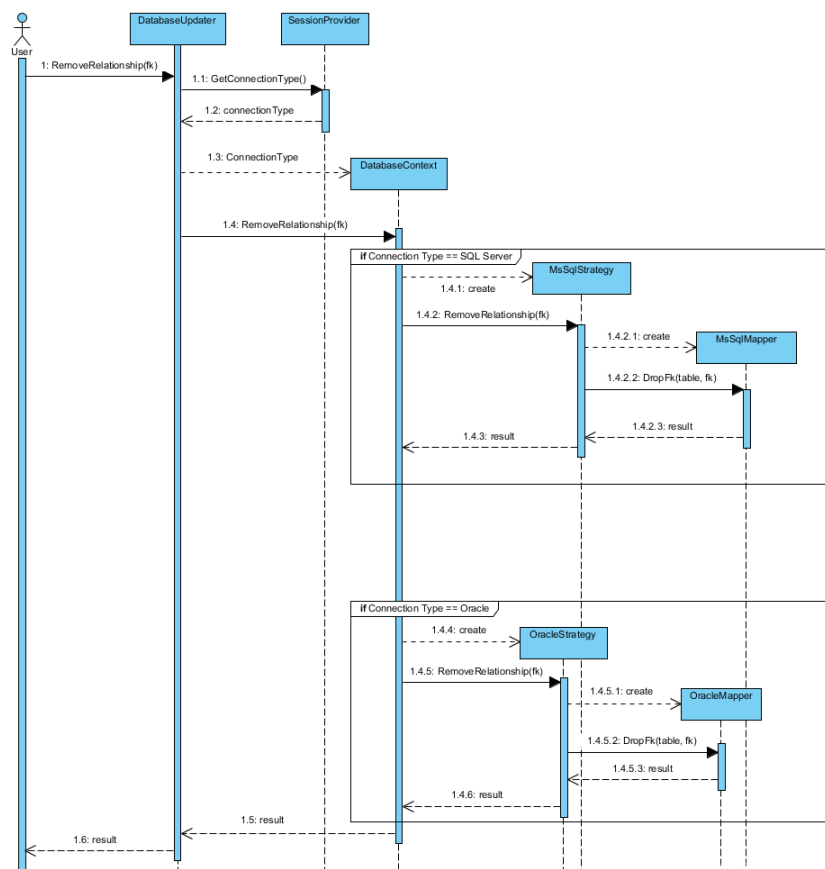 DatabaseUpdater
SessionProvider
User
1: RemoveRelationship(fk)
1.1: GetConnectionType()
1.2: connectionType
1.3: ConnectionType
DatabaseContext
1.4: RemoveRelationship(fk)
if Connection Type == SQL Server
MsSqlStrategy
1.4.1: create
1.4.2: RemoveRelationship(fk)
1.4.2.1: create
MsSqlMapper
1.4.2.2: DropFk(table, fk)
1.4.2.3: result
1.4.3: result
if Connection Type == Oracle
1.4.4: create
OracleStrategy
1.4.5: RemoveRelationship(fk)
1.4.5.1: create
OracleMapper
1.4.5.2: DropFk(table, fk)
1.4.5.3: result
1.4.6: result
1.5: result
1.6: result